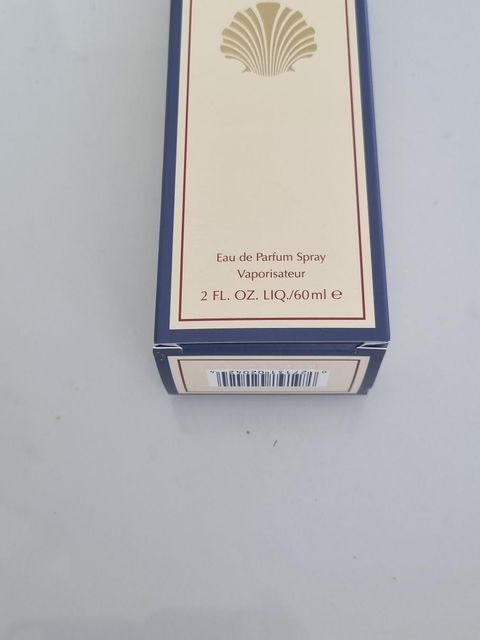 Eau de Parfum Spray
Vaporisateur
2 FL. OZ. LIQ./60ml ℮